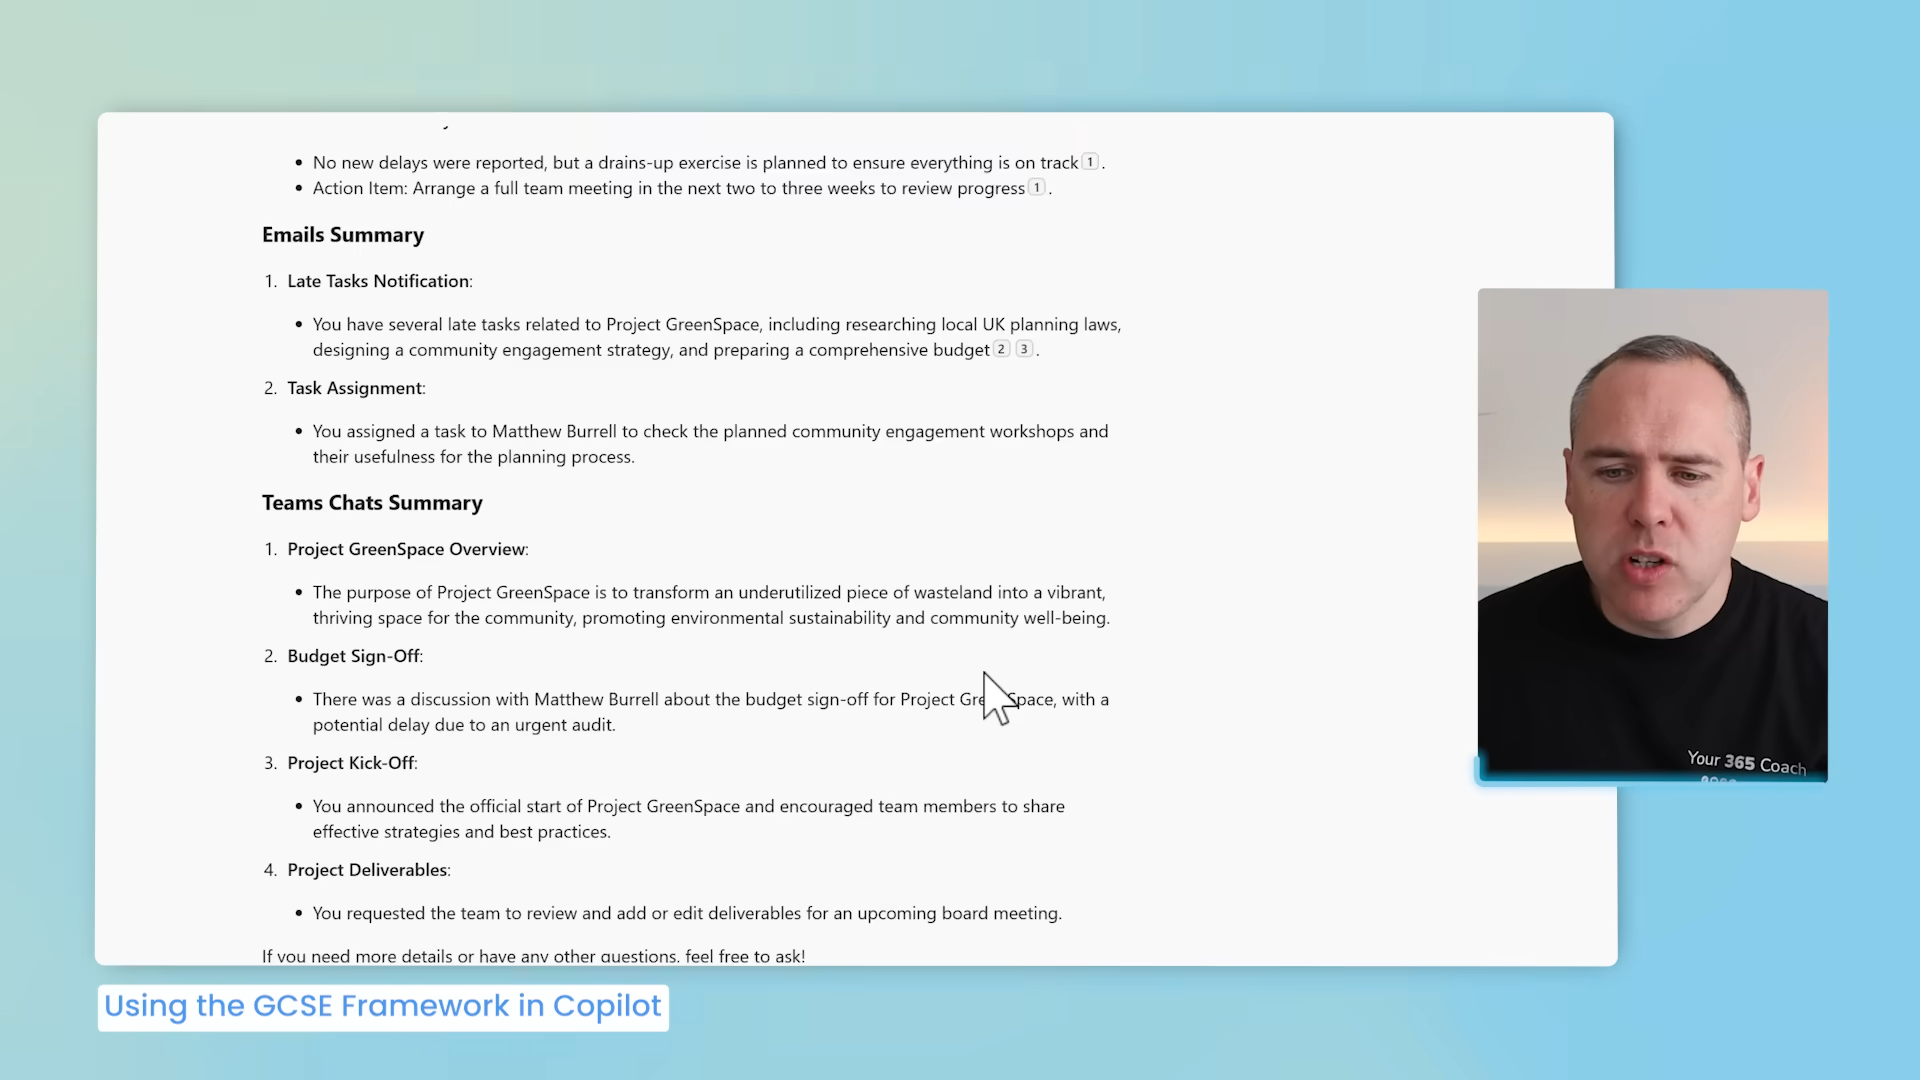 • No new delays were reported, but a drains-up exercise is planned to ensure everything is on track 1.
• Action Item: Arrange a full team meeting in the next two to three weeks to review progress 1.
Emails Summary
1. Late Tasks Notification:
• You have several late tasks related to Project GreenSpace, including researching local UK planning laws,
designing a community engagement strategy, and preparing a comprehensive budget 2 3.
2. Task Assignment:
• You assigned a task to Matthew Burrell to check the planned community engagement workshops and
their usefulness for the planning process.
Teams Chats Summary
1. Project GreenSpace Overview:
• The purpose of Project GreenSpace is to transform an underutilized piece of wasteland into a vibrant,
thriving space for the community, promoting environmental sustainability and community well-being.
2. Budget Sign-Off:
• There was a discussion with Matthew Burrell about the budget sign-off for Project GreenSpace, with a
potential delay due to an urgent audit.
3. Project Kick-Off:
• You announced the official start of Project GreenSpace and encouraged team members to share
effective strategies and best practices.
4. Project Deliverables:
• You requested the team to review and add or edit deliverables for an upcoming board meeting.
If you need more details or have any other questions, feel free to ask!
Your 365 Coach
Using the GCSE Framework in Copilot